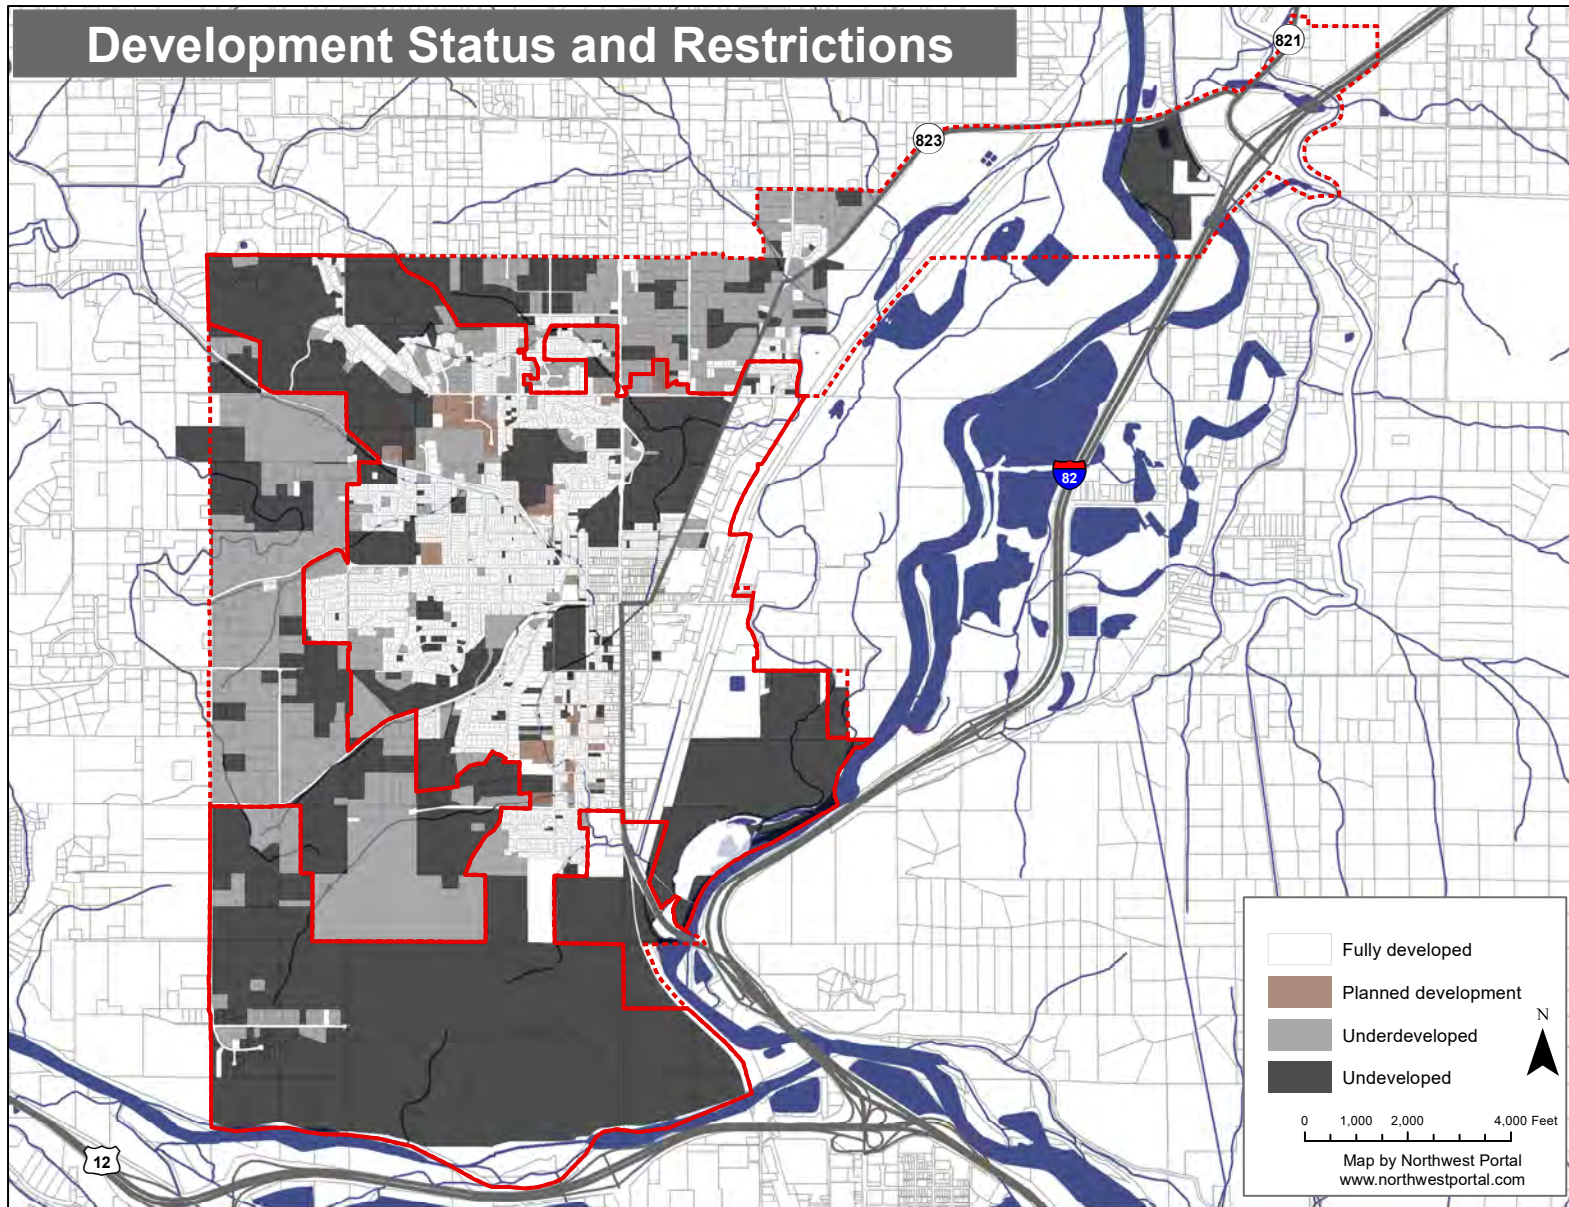 Development Status and Restrictions
821
823
82
12
Fully developed
Planned development
Underdeveloped
Undeveloped
N
0 1,000 2,000 4,000 Feet
Map by Northwest Portal
www.northwestportal.com